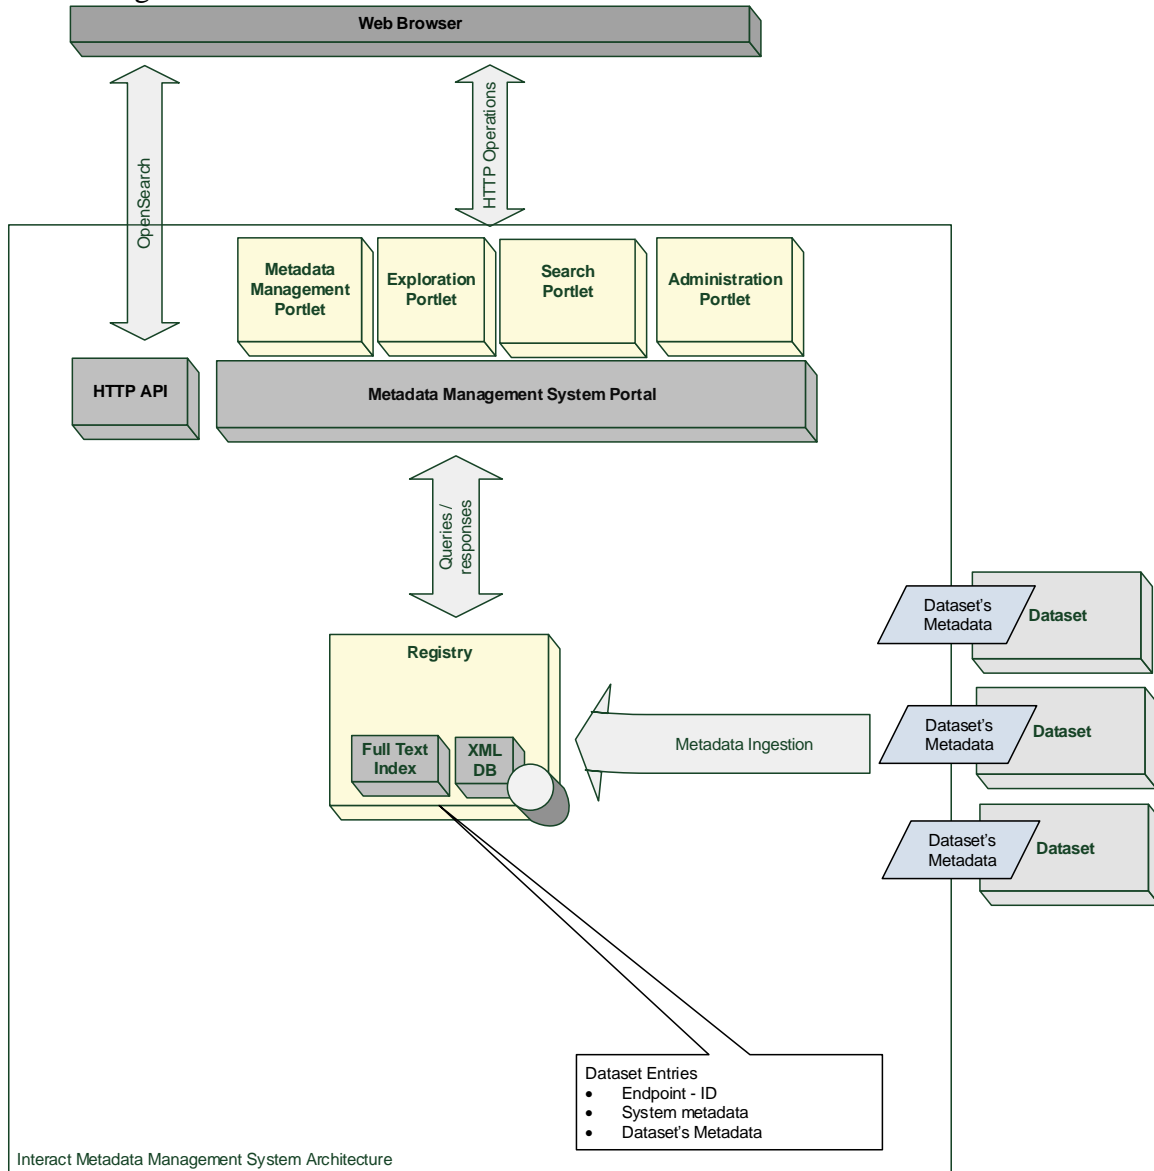 Web Browser
OpenSearch
HTTP Operations
Metadata
Management
Portlet
Exploration
Portlet
Search
Portlet
Administration
Portlet
HTTP API
Metadata Management System Portal
Queries /
responses
Registry
Full Text
Index
XML
DB
Metadata Ingestion
Dataset's
Metadata
Dataset
Dataset's
Metadata
Dataset
Dataset's
Metadata
Dataset
Dataset Entries
• Endpoint - ID
• System metadata
• Dataset's Metadata
Interact Metadata Management System Architecture